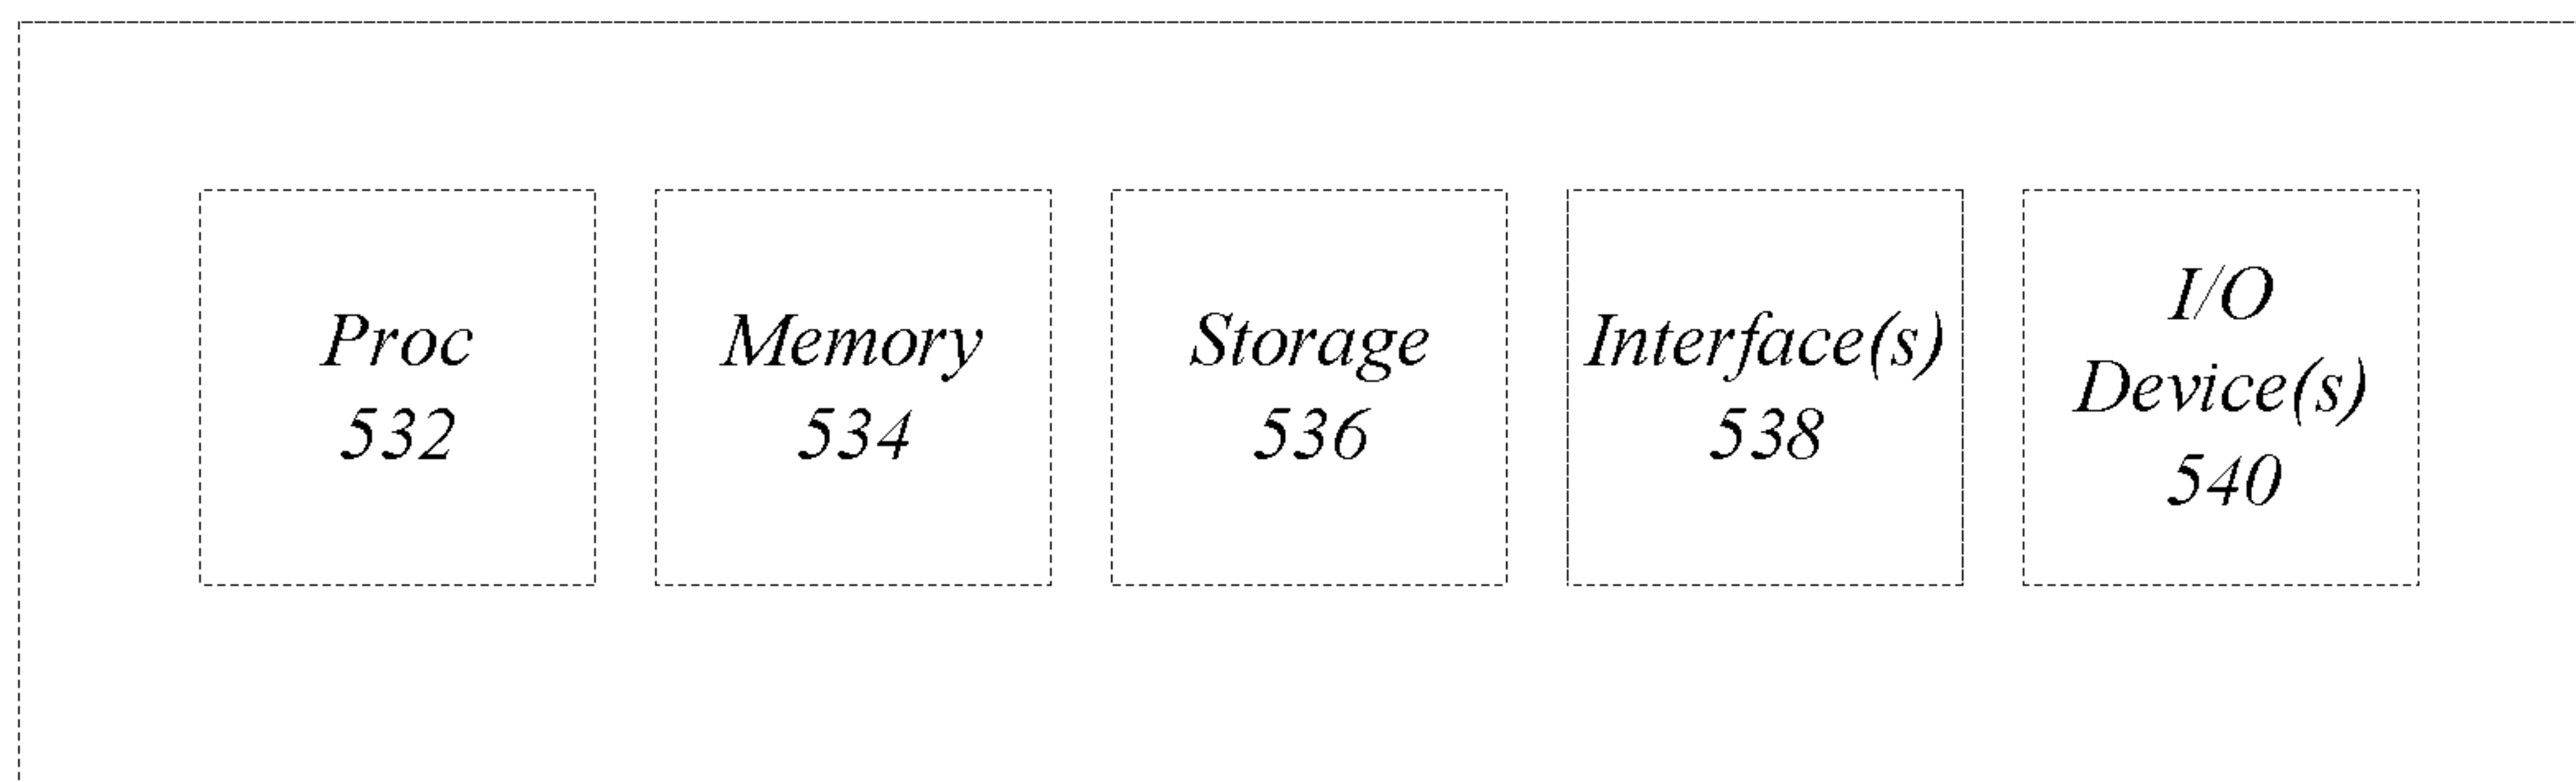 Proc
532
Memory
534
Storage
536
Interface(s)
538
I/O
Device(s)
540